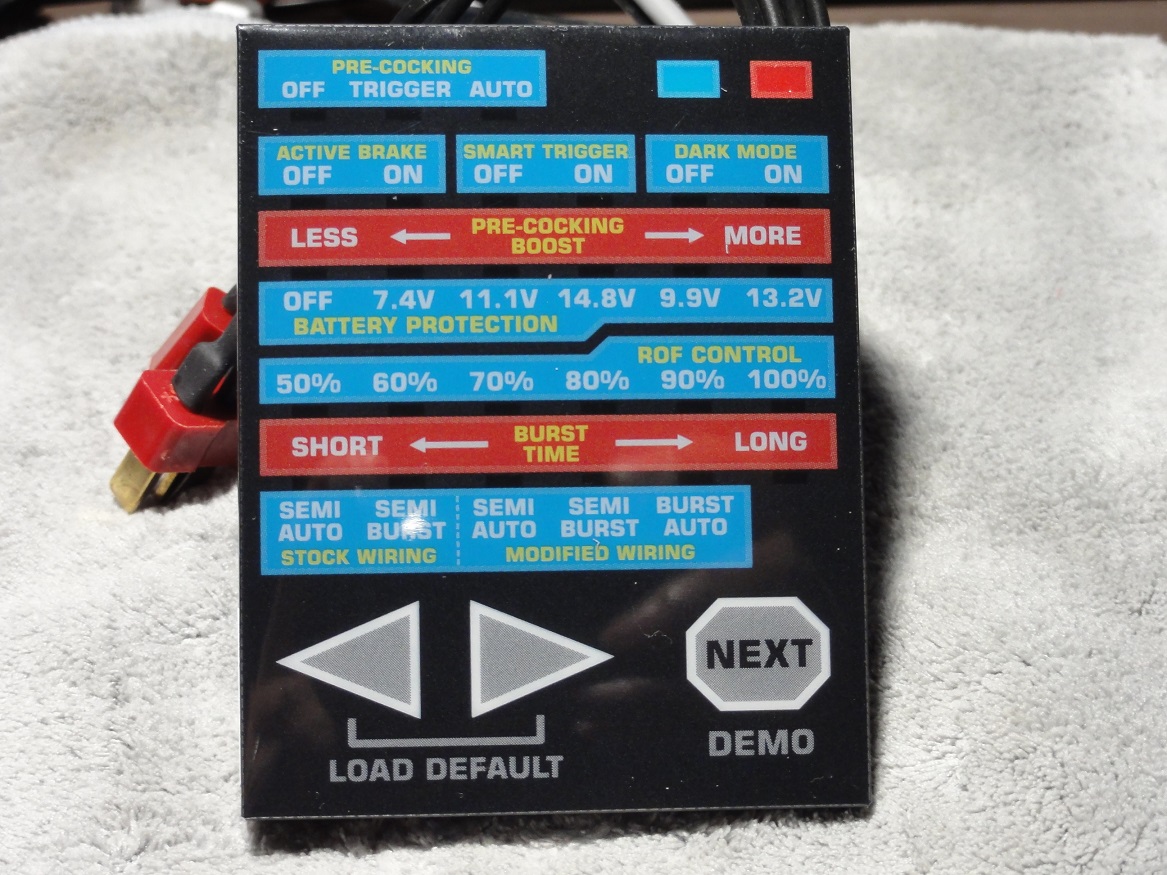 PRE-COCKING
OFF TRIGGER AUTO
ACTIVE BRAKE SMART TRIGGER DARK MODE
OFF ON OFF ON OFF ON
LESS PRE-COCKING BOOST MORE
OFF 7.4V 11.1V 14.8V 9.9V 13.2V
BATTERY PROTECTION
ROF CONTROL
50% 60% 70% 80% 90% 100%
SHORT BURST TIME LONG
SEMI SEMI SEMI SEMI BURST
AUTO BURST AUTO BURST AUTO
STOCK WIRING MODIFIED WIRING
NEXT
DEMO
LOAD DEFAULT